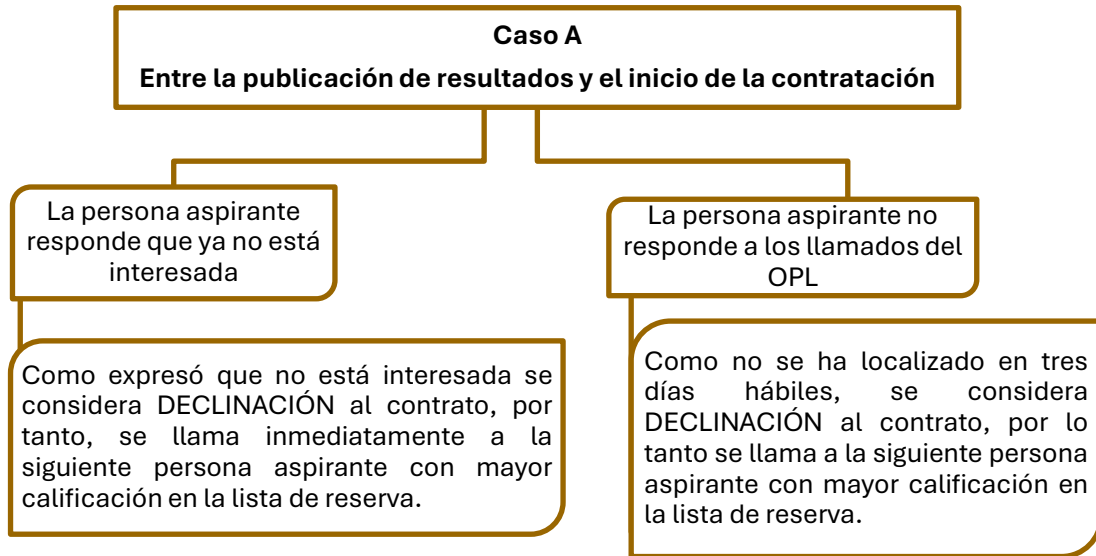 Caso A
Entre la publicación de resultados y el inicio de la contratación
La persona aspirante
responde que ya no está
interesada
La persona aspirante no
responde a los llamados del
OPL
Como expresó que no está interesada se
considera DECLINACIÓN al contrato, por
tanto, se llama inmediatamente a la
siguiente persona aspirante con mayor
calificación en la lista de reserva.
Como no se ha localizado en tres
días hábiles, se considera
DECLINACIÓN al contrato, por lo
tanto se llama a la siguiente persona
aspirante con mayor calificación en
la lista de reserva.